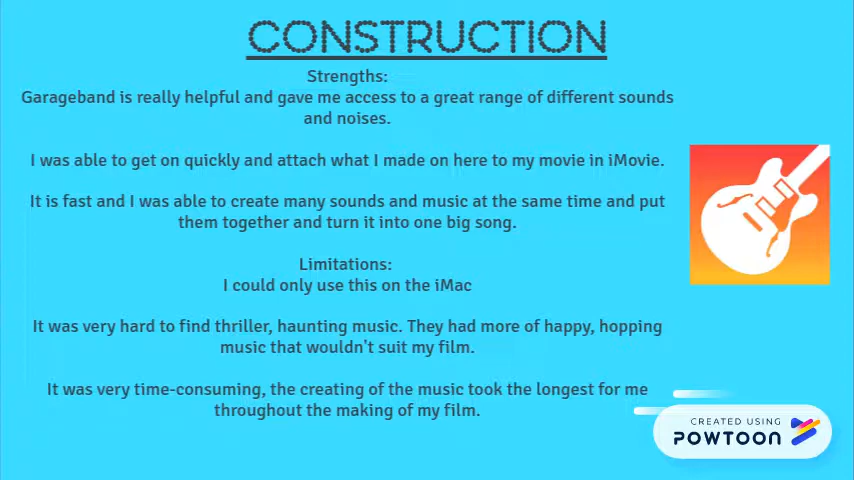 CONSTRUCTION
Strengths:
Garageband is really helpful and gave me access to a great range of different sounds
and noises.
I was able to get on quickly and attach what I made on here to my movie in iMovie.
It is fast and I was able to create many sounds and music at the same time and put
them together and turn it into one big song.
Limitations:
I could only use this on the iMac
It was very hard to find thriller, haunting music. They had more of happy, hopping
music that wouldn't suit my film.
It was very time-consuming, the creating of the music took the longest for me
throughout the making of my film.
CREATED USING
POWTOON